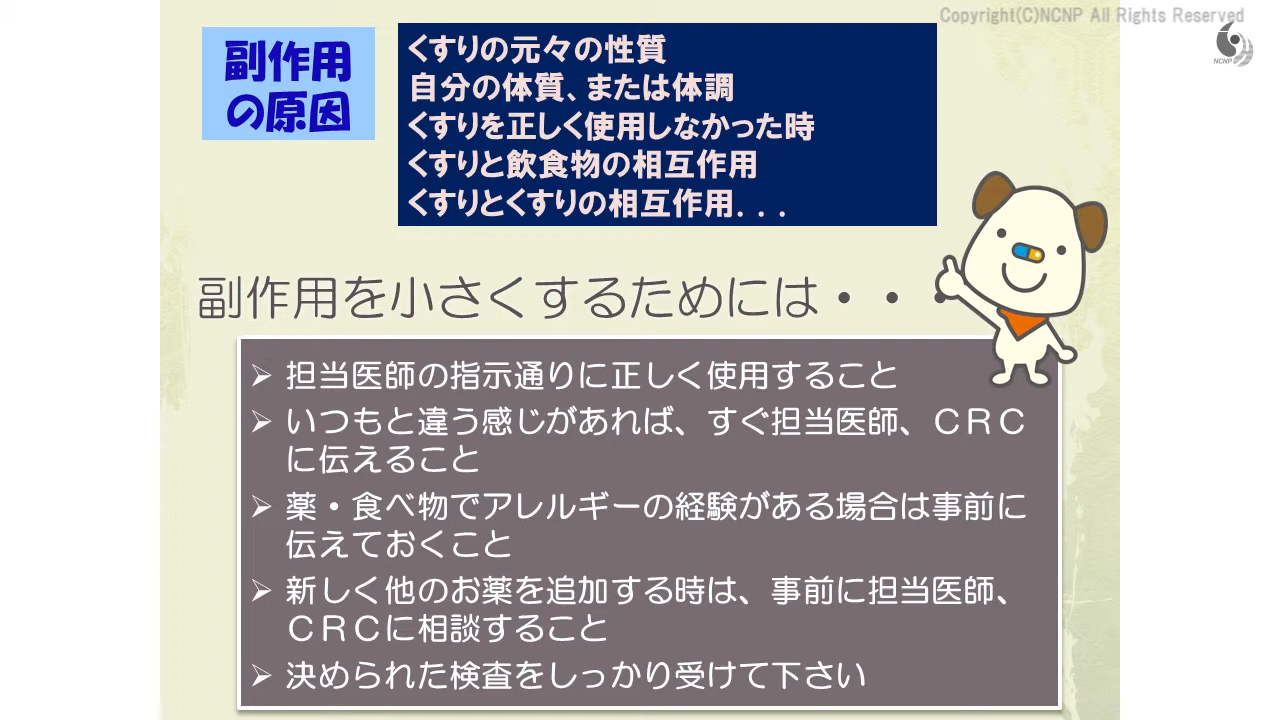 Copyright(C)NCNP All Rights Reserved
NCNP
副作用
の原因
くすりの元々の性質
自分の体質、または体調
くすりを正しく使用しなかった時
くすりと飲食物の相互作用
くすりとくすりの相互作用．．．
副作用を小さくするためには・・・
➢ 担当医師の指示通りに正しく使用すること
➢ いつもと違う感じがあれば、すぐ担当医師、ＣＲＣ
に伝えること
➢ 薬・食べ物でアレルギーの経験がある場合は事前に
伝えておくこと
➢ 新しく他のお薬を追加する時は、事前に担当医師、
ＣＲＣに相談すること
➢ 決められた検査をしっかり受けて下さい